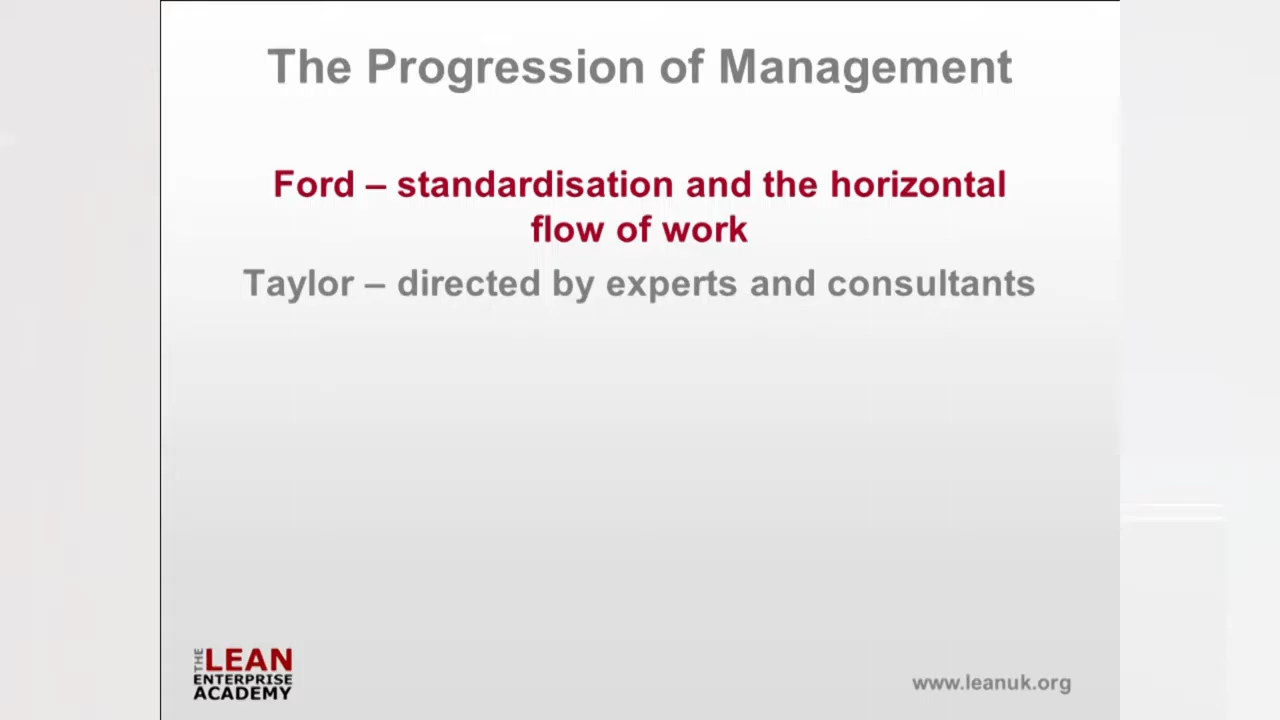 The Progression of Management
Ford – standardisation and the horizontal
flow of work
Taylor – directed by experts and consultants
THE LEAN
ENTERPRISE
ACADEMY
www.leanuk.org